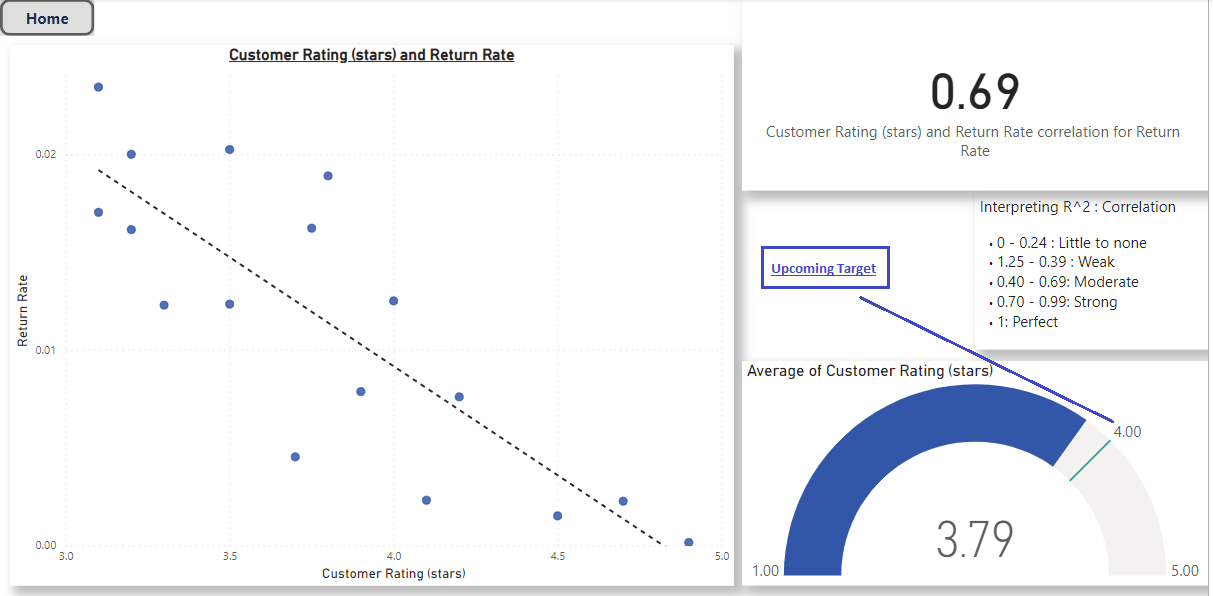 Home
Customer Rating (stars) and Return Rate
Return Rate
0.02
0.01
0.00
3.0
3.5
4.0
4.5
5.0
Customer Rating (stars)
0.69
Customer Rating (stars) and Return Rate correlation for Return
Rate
Interpreting R^2 : Correlation
• 0 - 0.24 : Little to none
• 1.25 - 0.39 : Weak
• 0.40 - 0.69: Moderate
• 0.70 - 0.99: Strong
• 1: Perfect
Upcoming Target
Average of Customer Rating (stars)
4.00
3.79
1.00
5.00